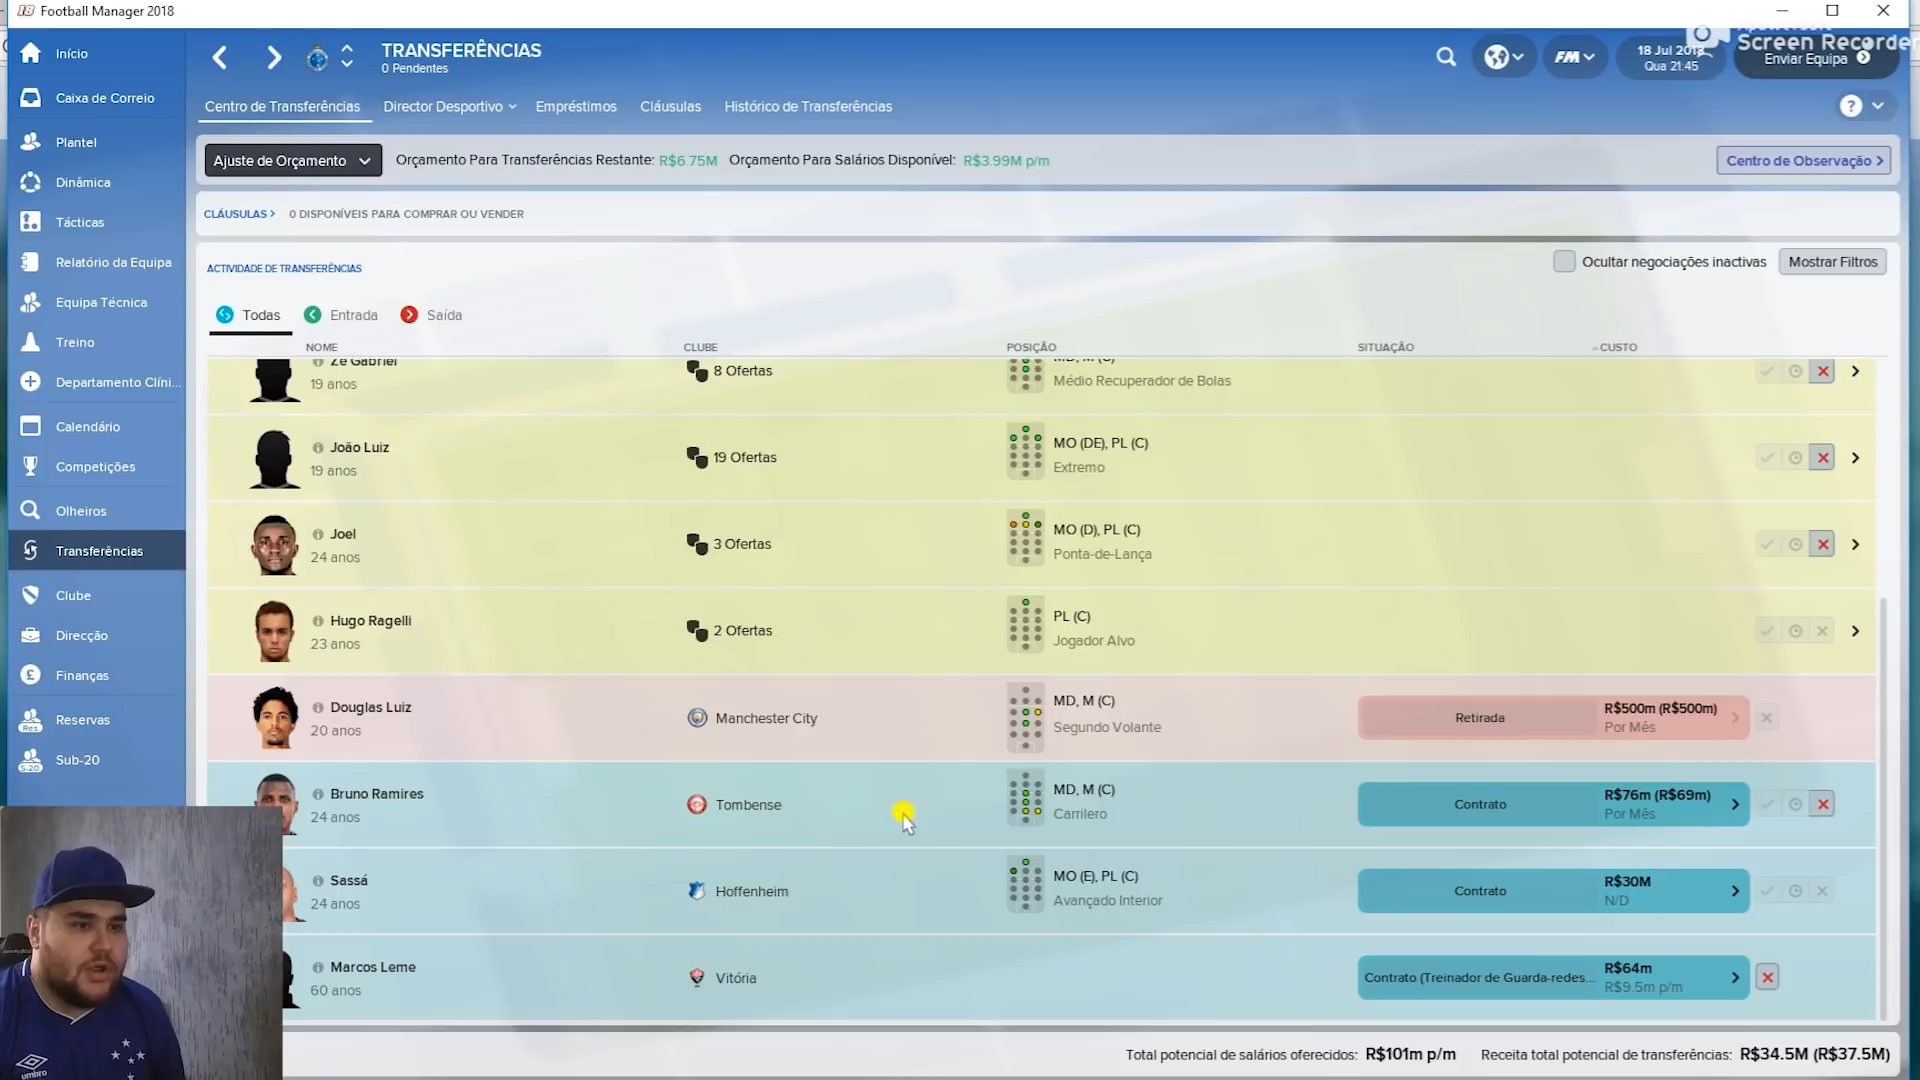 Football Manager 2018
Screen Recorder
Início
Caixa de Correio
Plantel
Dinâmica
Tácticas
Relatório da Equipa
Equipa Técnica
Treino
Departamento Clíni...
Calendário
Competições
Olheiros
Transferências
Clube
Direcção
Finanças
Reservas
Sub-20
TRANSFERÊNCIAS
0 Pendentes
FM
18 Jul 2018
Qua 21:45
Enviar Equipa
Centro de Transferências
Director Desportivo
Empréstimos
Cláusulas
Histórico de Transferências
?
Ajuste de Orçamento
Orçamento Para Transferências Restante: R$6.75M
Orçamento Para Salários Disponível: R$3.99M p/m
Centro de Observação >
CLÁUSULAS >
0 DISPONÍVEIS PARA COMPRAR OU VENDER
ACTIVIDADE DE TRANSFERÊNCIAS
Ocultar negociações inactivas
Mostrar Filtros
Todas
Entrada
Saída
NOME
CLUBE
POSIÇÃO
SITUAÇÃO
CUSTO
Zé Gabriel
19 anos
8 Ofertas
MD, M (C)
Médio Recuperador de Bolas
João Luiz
19 anos
19 Ofertas
MO (DE), PL (C)
Extremo
Joel
24 anos
3 Ofertas
MO (D), PL (C)
Ponta-de-Lança
Hugo Ragelli
23 anos
2 Ofertas
PL (C)
Jogador Alvo
Douglas Luiz
20 anos
Manchester City
MD, M (C)
Segundo Volante
Retirada
R$500m (R$500m)
Por Mês
Bruno Ramires
24 anos
Tombense
MD, M (C)
Carrilero
Contrato
R$76m (R$69m)
Por Mês
Sassá
24 anos
Hoffenheim
MO (E), PL (C)
Avançado Interior
Contrato
R$30M
N/D
Marcos Leme
60 anos
Vitória
Contrato (Treinador de Guarda-redes...
R$64m
R$9.5m p/m
umbro
Total potencial de salários oferecidos: R$101m p/m
Receita total potencial de transferências: R$34.5M (R$37.5M)